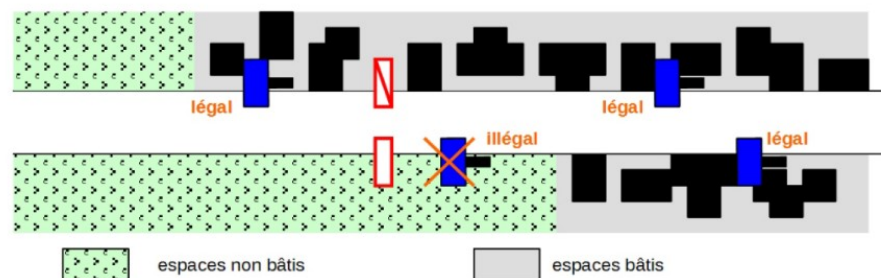 légal
légal
illégal
légal
espaces non bâtis
espaces bâtis